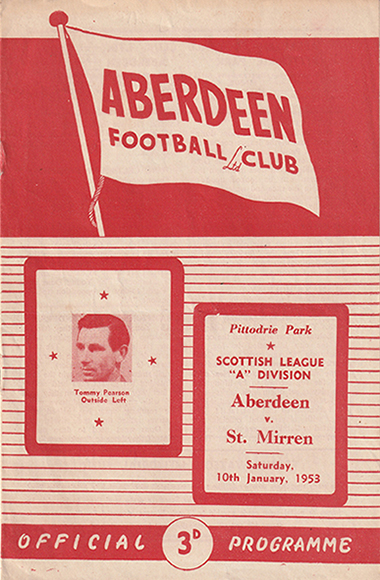 ABERDEEN
FOOTBALL Ltd CLUB
Tommy Pearson
Outside Left
Pittodrie Park
SCOTTISH LEAGUE
"A" DIVISION
Aberdeen
v.
St. Mirren
Saturday,
10th January, 1953
OFFICIAL 3D PROGRAMME